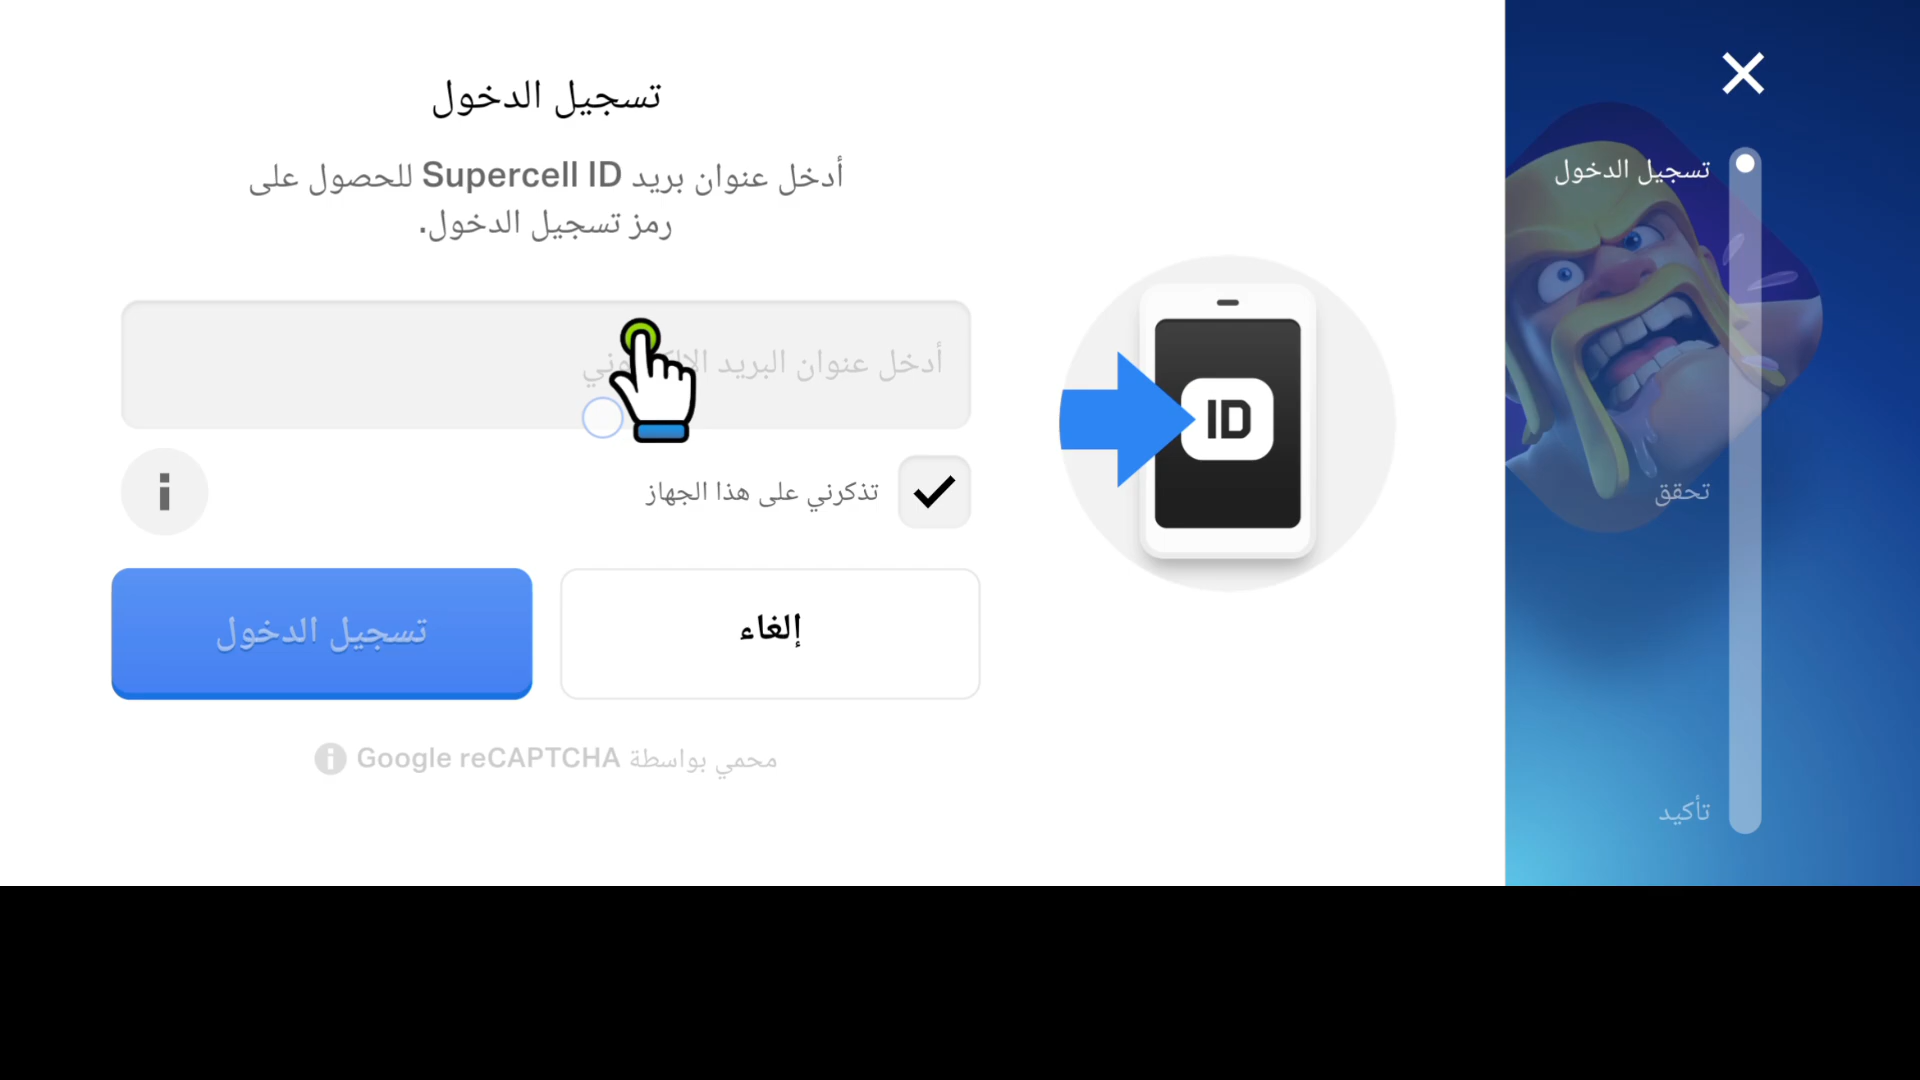 تسجيل الدخول
أدخل عنوان بريد Supercell ID للحصول على
رمز تسجيل الدخول.
أدخل عنوان البريد
تذكرني على هذا الجهاز
إلغاء
تسجيل الدخول
محمي بواسطة Google reCAPTCHA
ID
تسجيل الدخول
تحقق
تأكيد